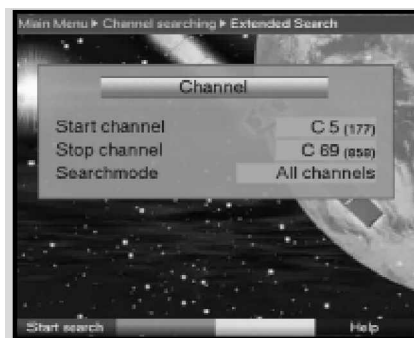 Main Menu ▸ Channel searching ▸ Extended Search
Channel
Start channel C 5 (177)
Stop channel C 69 (858)
Searchmode All channels
Start search Help